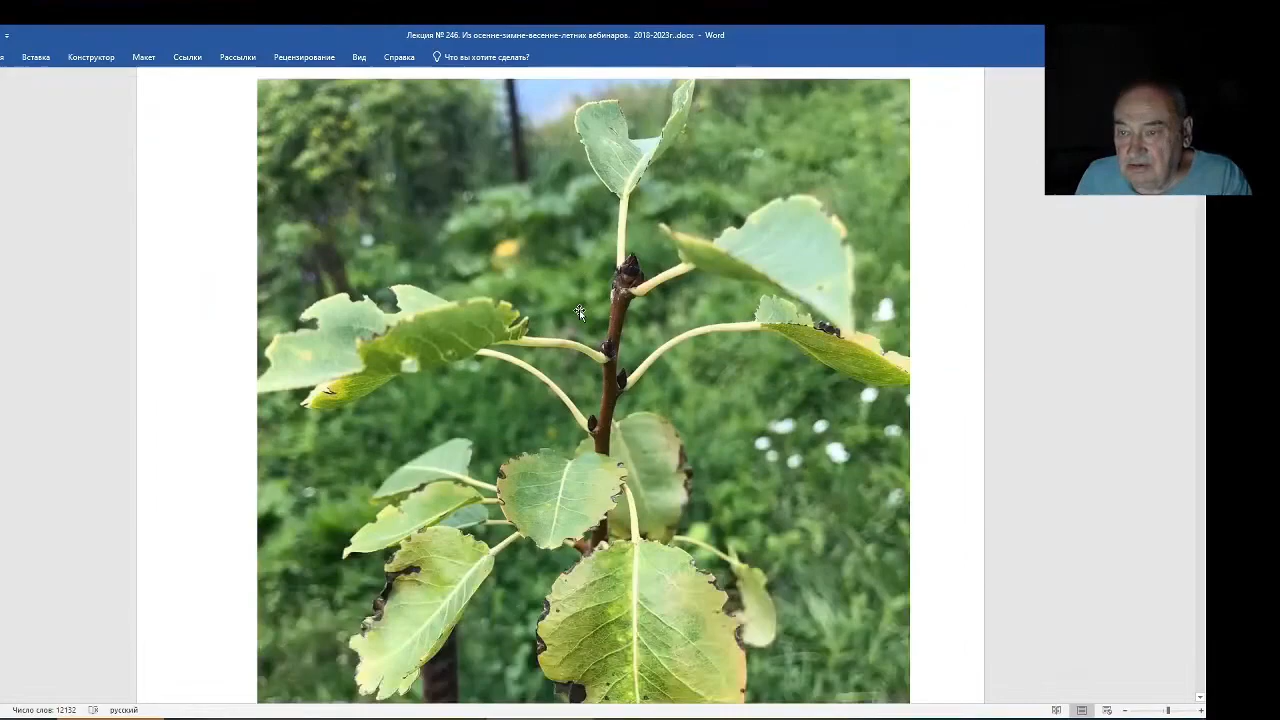 Лекция № 246. Из осенне-зимне-весенне-летних вебинаров. 2018-2023г..docx - Word
я Вставка Конструктор Макет Ссылки Рассылки Рецензирование Вид Справка Что вы хотите сделать?
Число слов: 12132 русский